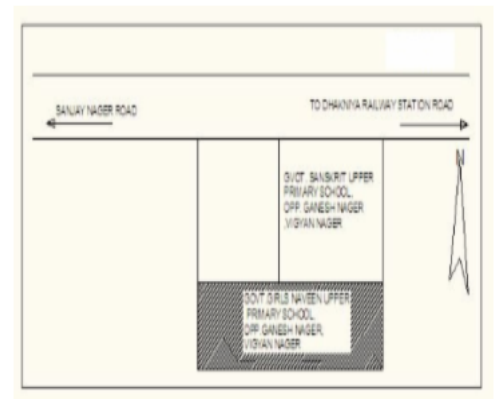 SANJAY NAGER ROAD
TO DHAKNIYA RAILWAY STATION ROAD
N
GVOT. SANSKRIT UPPER
PRIMARY SCHOOL,
OPP. GANESH NAGER
,VIGYAN NAGER
GOVT.GIRLS NAVEEN UPPER
PRIMARY SCHOOL,
OPP.GANESH NAGER,
VIGYAN NAGER